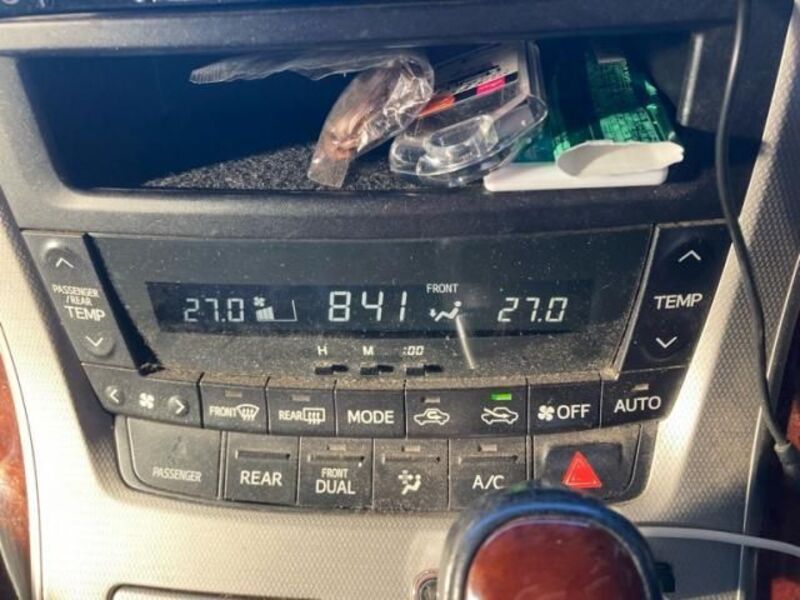 PASSENGER
/REAR
TEMP
27.0
8:41
FRONT
27.0
TEMP
H M :00
FRONT
REAR
MODE
OFF
AUTO
PASSENGER
REAR
FRONT
DUAL
A/C